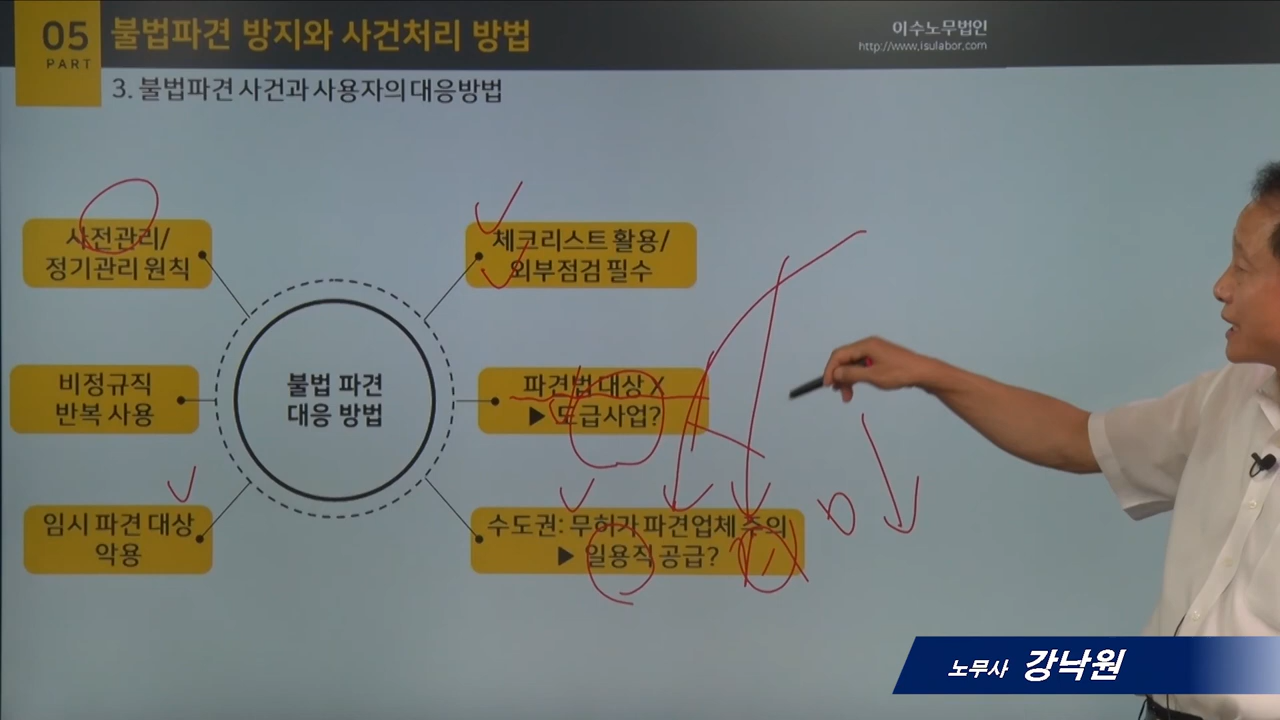 05
PART
불법파견 방지와 사건처리 방법
이수노무법인
http://www.isulabor.com
3. 불법파견 사건과 사용자의 대응방법
사전관리/
정기관리 원칙
체크리스트 활용/
외부점검 필수
비정규직
반복 사용
불법 파견
대응 방법
파견법 대상 X
▶ 도급사업?
임시 파견 대상
악용
수도권: 무허가 파견업체 주의
▶ 일용직 공급?
노무사 강낙원